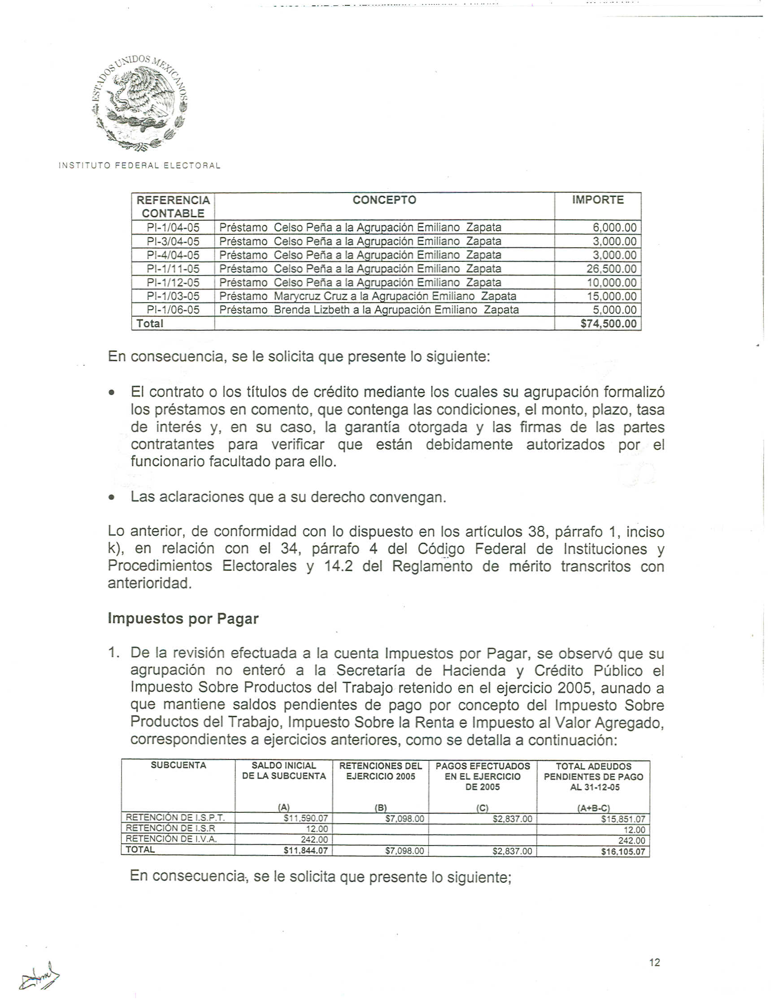 ESTADOS UNIDOS MEXICANOS
INSTITUTO FEDERAL ELECTORAL
REFERENCIA CONTABLE CONCEPTO IMPORTE
PI-1/04-05 Préstamo Celso Peña a la Agrupación Emiliano Zapata 6,000.00
PI-3/04-05 Préstamo Celso Peña a la Agrupación Emiliano Zapata 3,000.00
PI-4/04-05 Préstamo Celso Peña a la Agrupación Emiliano Zapata 3,000.00
PI-1/11-05 Préstamo Celso Peña a la Agrupación Emiliano Zapata 26,500.00
PI-1/12-05 Préstamo Celso Peña a la Agrupación Emiliano Zapata 10,000.00
PI-1/03-05 Préstamo Marycruz Cruz a la Agrupación Emiliano Zapata 15,000.00
PI-1/06-05 Préstamo Brenda Lizbeth a la Agrupación Emiliano Zapata 5,000.00
Total $74,500.00
En consecuencia, se le solicita que presente lo siguiente:
• El contrato o los títulos de crédito mediante los cuales su agrupación formalizó
los préstamos en comento, que contenga las condiciones, el monto, plazo, tasa
de interés y, en su caso, la garantía otorgada y las firmas de las partes
contratantes para verificar que están debidamente autorizados por el
funcionario facultado para ello.
• Las aclaraciones que a su derecho convengan.
Lo anterior, de conformidad con lo dispuesto en los artículos 38, párrafo 1, inciso
k), en relación con el 34, párrafo 4 del Código Federal de Instituciones y
Procedimientos Electorales y 14.2 del Reglamento de mérito transcritos con
anterioridad.
Impuestos por Pagar
1. De la revisión efectuada a la cuenta Impuestos por Pagar, se observó que su
agrupación no enteró a la Secretaría de Hacienda y Crédito Público el
Impuesto Sobre Productos del Trabajo retenido en el ejercicio 2005, aunado a
que mantiene saldos pendientes de pago por concepto del Impuesto Sobre
Productos del Trabajo, Impuesto Sobre la Renta e Impuesto al Valor Agregado,
correspondientes a ejercicios anteriores, como se detalla a continuación:
SUBCUENTA SALDO INICIAL RETENCIONES DEL PAGOS EFECTUADOS TOTAL ADEUDOS
DE LA SUBCUENTA EJERCICIO 2005 EN EL EJERCICIO PENDIENTES DE PAGO
DE 2005 AL 31-12-05
(A) (B) (C) (A+B-C)
RETENCIÓN DE I.S.P.T. $11,590.07 $7,098.00 $2,837.00 $15,851.07
RETENCIÓN DE I.S.R 12.00 12.00
RETENCIÓN DE I.V.A. 242.00 242.00
TOTAL $11,844.07 $7,098.00 $2,837.00 $16,105.07
En consecuencia, se le solicita que presente lo siguiente;
12